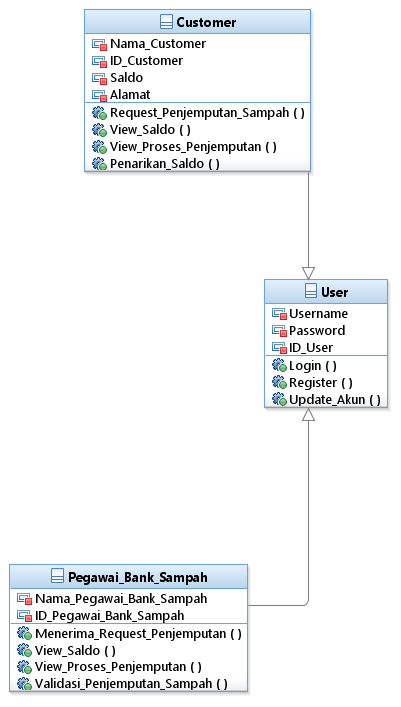 Customer
Nama_Customer
ID_Customer
Saldo
Alamat
Request_Penjemputan_Sampah ( )
View_Saldo ( )
View_Proses_Penjemputan ( )
Penarikan_Saldo ( )
User
Username
Password
ID_User
Login ( )
Register ( )
Update_Akun ( )
Pegawai_Bank_Sampah
Nama_Pegawai_Bank_Sampah
ID_Pegawai_Bank_Sampah
Menerima_Request_Penjemputan ( )
View_Saldo ( )
View_Proses_Penjemputan ( )
Validasi_Penjemputan_Sampah ( )